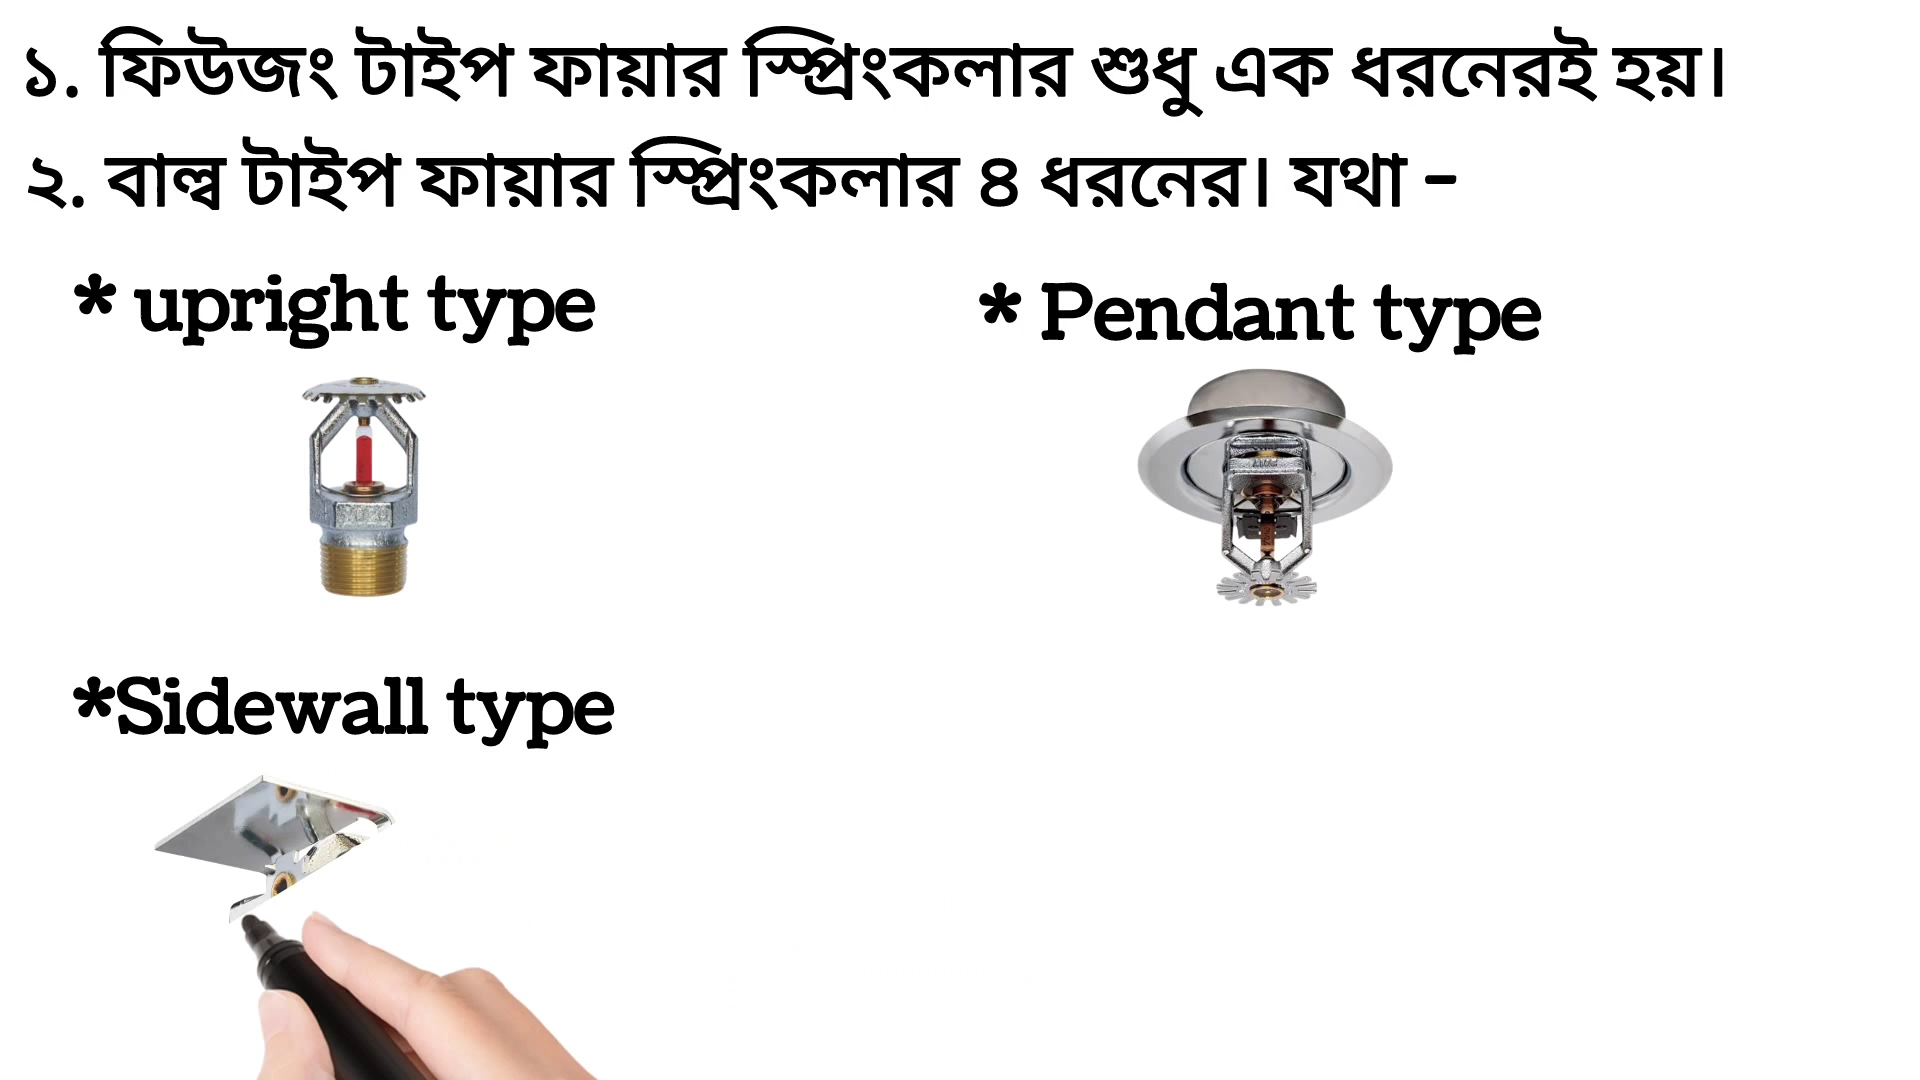 ১. ফিউজং টাইপ ফায়ার স্প্রিংকলার শুধু এক ধরনেরই হয়।
২. বাল্ব টাইপ ফায়ার স্প্রিংকলার ৪ ধরনের। যথা –
* upright type
* Pendant type
*Sidewall type